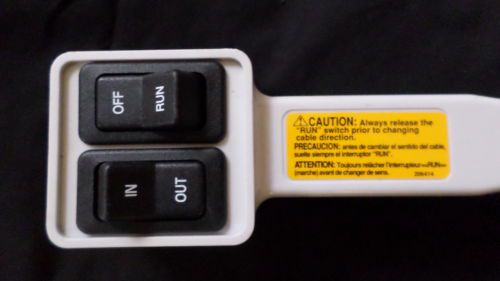 OFF RUN
IN OUT
⚠CAUTION: Always release the
"RUN" switch prior to changing
cable direction.
PRECAUCION: antes de cambiar el sentido del cable,
suelte siempre el interruptor "RUN".
ATTENTION: Toujours relâcher l'interrupteur «RUN»
(marche) avant de changer de sens.